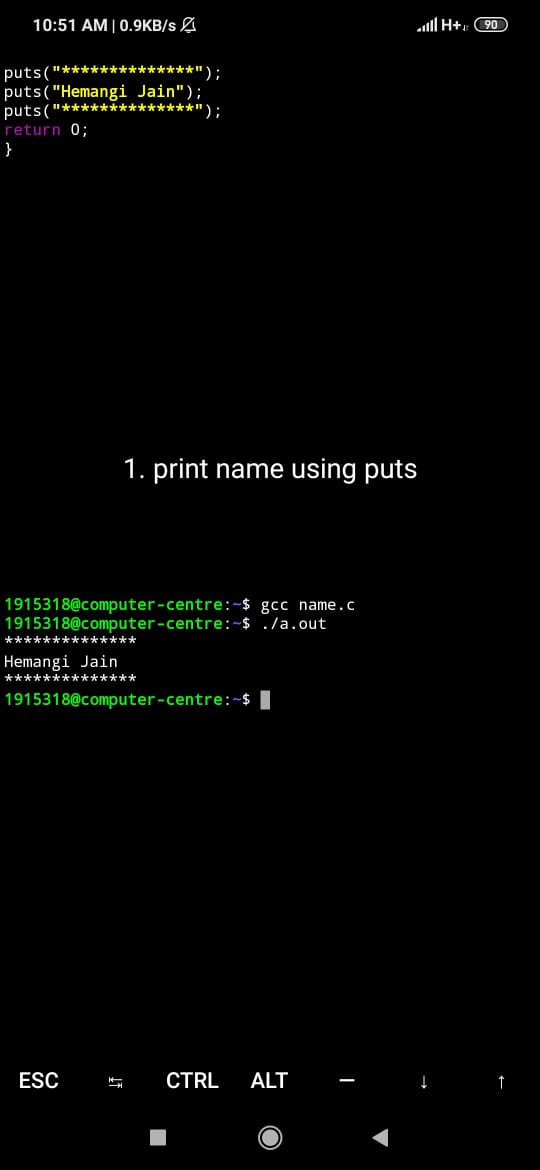 10:51 AM | 0.9KB/s H+ 90
puts("**************");
puts("Hemangi Jain");
puts("**************");
return 0;
}
1. print name using puts
1915318@computer-centre:~$ gcc name.c
1915318@computer-centre:~$ ./a.out
**************
Hemangi Jain
**************
1915318@computer-centre:~$
ESC ↹ CTRL ALT — ↓ ↑